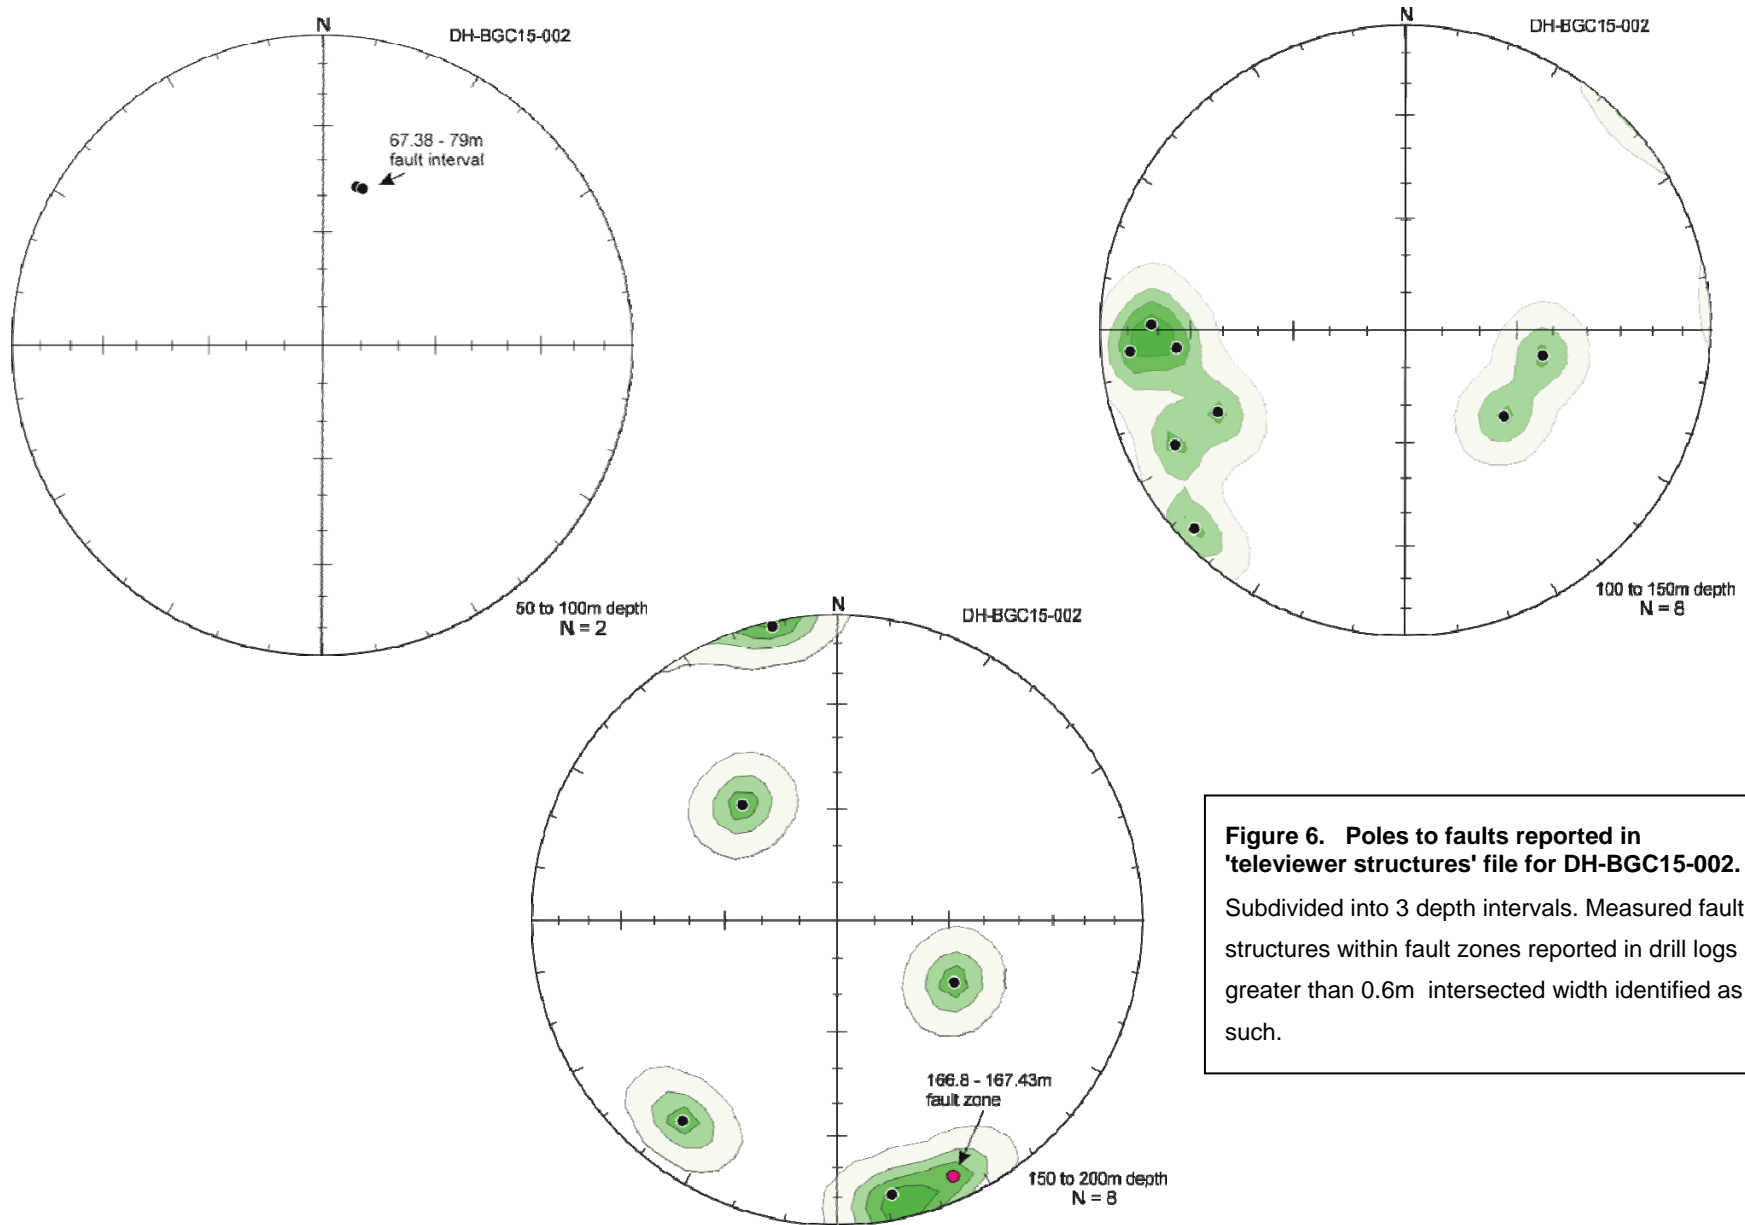 N
DH-BGC15-002
67.38 - 79m
fault interval
50 to 100m depth
N = 2
N
DH-BGC15-002
100 to 150m depth
N = 8
N
DH-BGC15-002
166.8 - 167.43m
fault zone
150 to 200m depth
N = 8
Figure 6. Poles to faults reported in
'televiewer structures' file for DH-BGC15-002.
Subdivided into 3 depth intervals. Measured fault
structures within fault zones reported in drill logs
greater than 0.6m intersected width identified as
such.